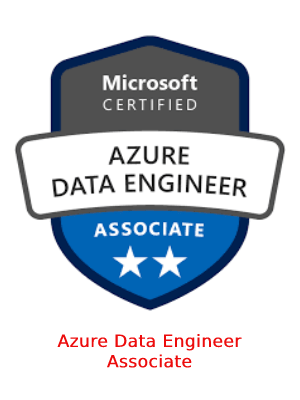 Microsoft
CERTIFIED
AZURE
DATA ENGINEER
ASSOCIATE
Azure Data Engineer
Associate